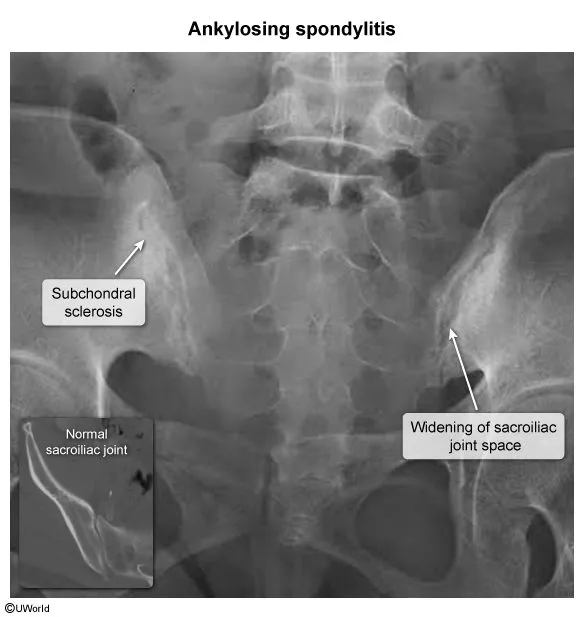 Ankylosing spondylitis
Subchondral
sclerosis
Widening of sacroiliac
joint space
Normal
sacroiliac joint
©UWorld